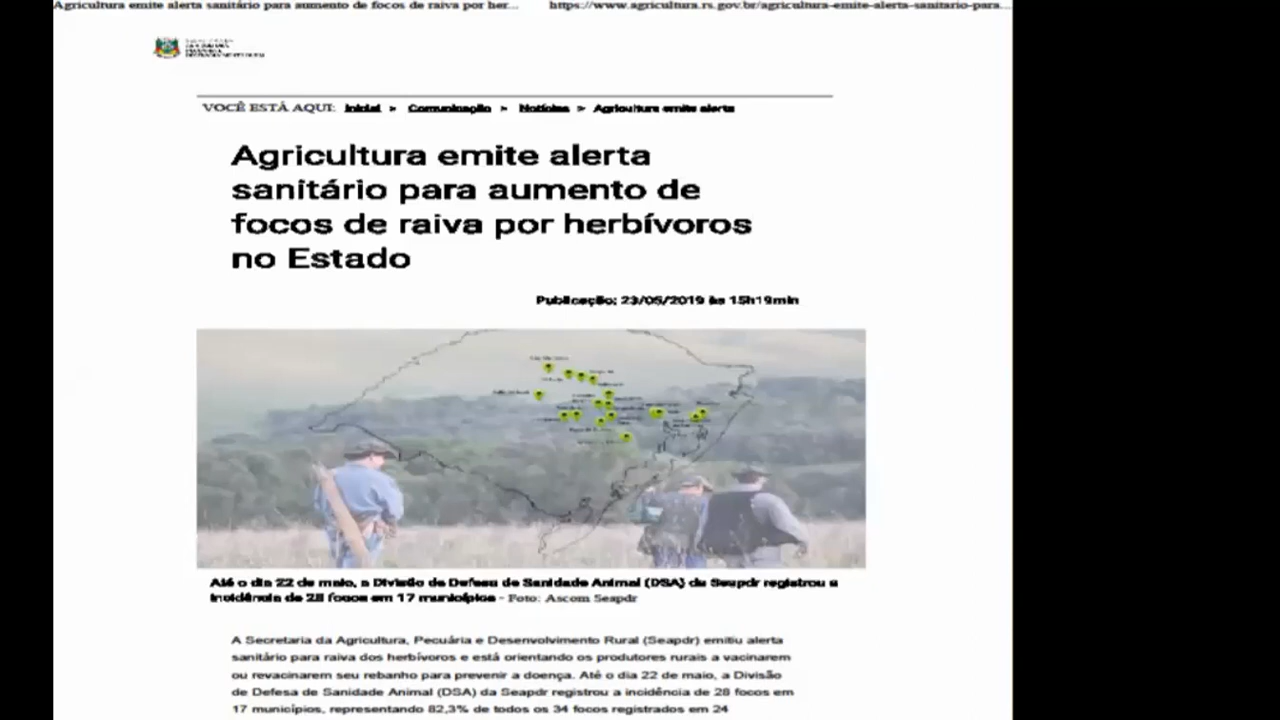 Agricultura emite alerta sanitário para aumento de focos de raiva por her... https://www.agricultura.rs.gov.br/agricultura-emite-alerta-sanitario-para...
VOCÊ ESTÁ AQUI: Inicial > Comunicação > Notícias > Agricultura emite alerta
Agricultura emite alerta
sanitário para aumento de
focos de raiva por herbívoros
no Estado
Publicação: 23/05/2019 às 15h19min
Até o dia 22 de maio, a Divisão de Defesa de Sanidade Animal (DSA) da Seapdr registrou a
incidência de 28 focos em 17 municípios - Foto: Ascom Seapdr
A Secretaria da Agricultura, Pecuária e Desenvolvimento Rural (Seapdr) emitiu alerta
sanitário para raiva dos herbívoros e está orientando os produtores rurais a vacinarem
ou revacinarem seu rebanho para prevenir a doença. Até o dia 22 de maio, a Divisão
de Defesa de Sanidade Animal (DSA) da Seapdr registrou a incidência de 28 focos em
17 municípios, representando 82,3% de todos os 34 focos registrados em 24